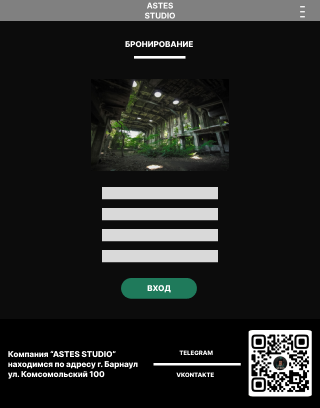 ASTES
STUDIO
БРОНИРОВАНИЕ
ВХОД
Компания “ASTES STUDIO”
находимся по адресу г. Барнаул
ул. Комсомольский 100
TELEGRAM
VKONTAKTE